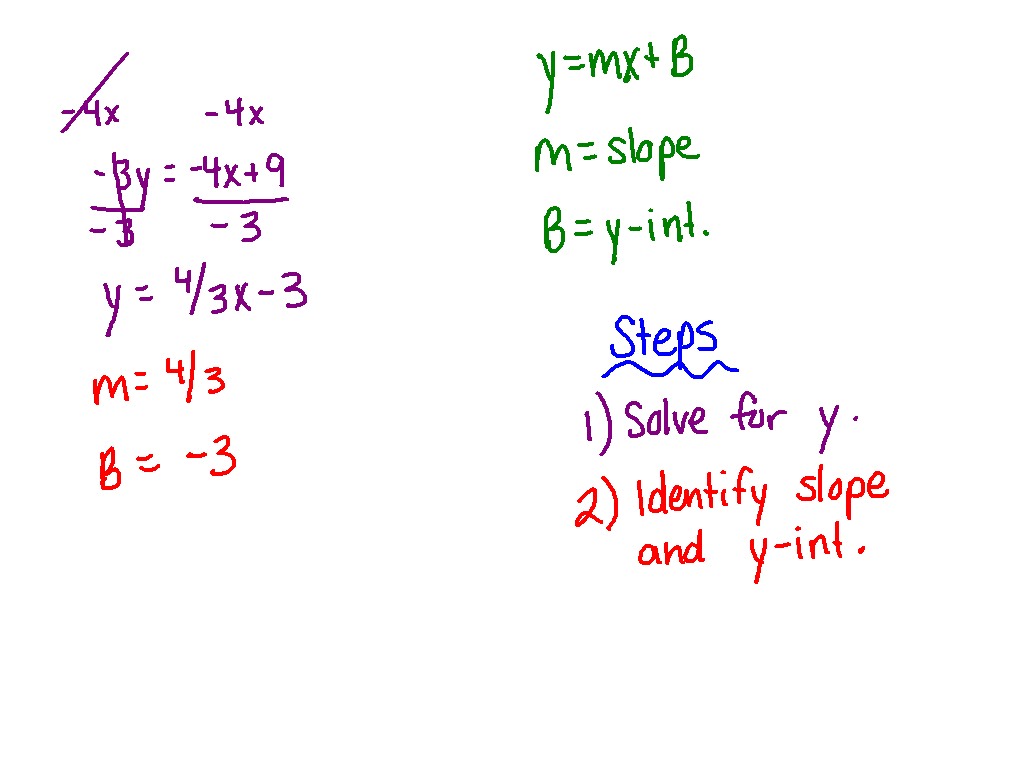 -4x -4x
-3y = -4x+9
-3 -3
y = 4/3x - 3
m = 4/3
B = -3
y = mx + B
m = slope
B = y-int.
Steps
1) Solve for y.
2) Identify slope
and y-int.